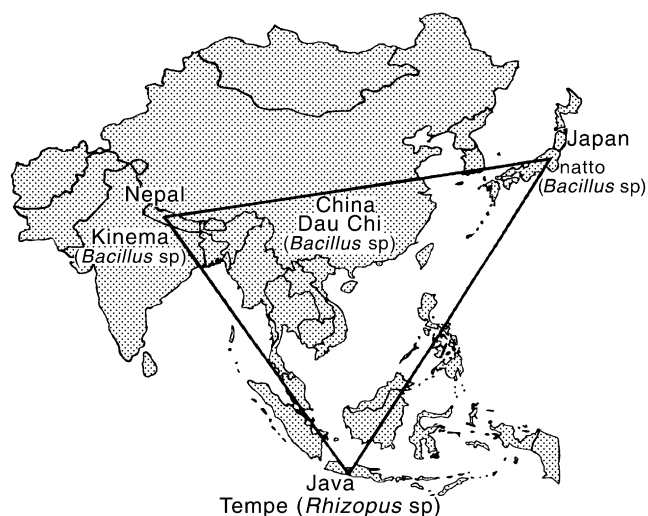 Japan
natto
(Bacillus sp)
Nepal
Kinema
(Bacillus sp)
China
Dau Chi
(Bacillus sp)
Java
Tempe (Rhizopus sp)